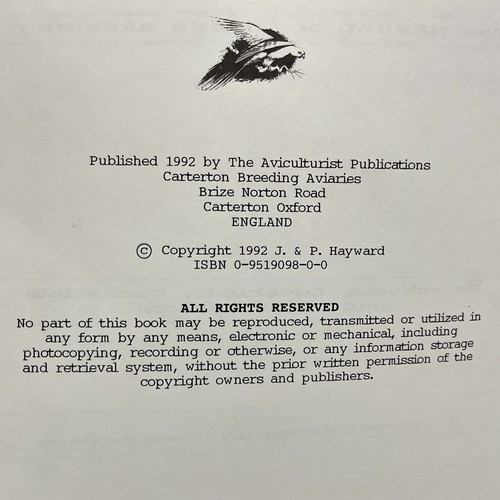 Published 1992 by The Aviculturist Publications
Carterton Breeding Aviaries
Brize Norton Road
Carterton Oxford
ENGLAND
© Copyright 1992 J. & P. Hayward
ISBN 0-9519098-0-0
ALL RIGHTS RESERVED
No part of this book may be reproduced, transmitted or utilized in
any form by any means, electronic or mechanical, including
photocopying, recording or otherwise, or any information storage
and retrieval system, without the prior written permission of the
copyright owners and publishers.